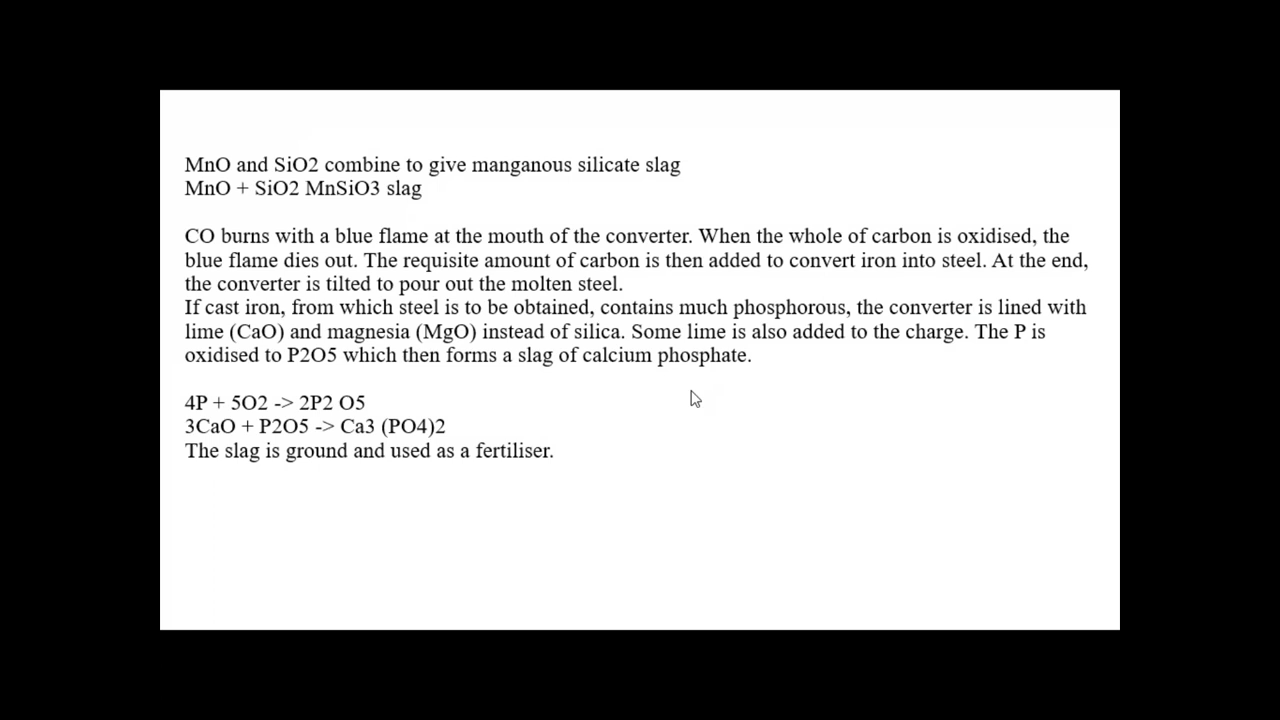 MnO and SiO2 combine to give manganous silicate slag
MnO + SiO2 MnSiO3 slag
CO burns with a blue flame at the mouth of the converter. When the whole of carbon is oxidised, the
blue flame dies out. The requisite amount of carbon is then added to convert iron into steel. At the end,
the converter is tilted to pour out the molten steel.
If cast iron, from which steel is to be obtained, contains much phosphorous, the converter is lined with
lime (CaO) and magnesia (MgO) instead of silica. Some lime is also added to the charge. The P is
oxidised to P2O5 which then forms a slag of calcium phosphate.
4P + 5O2 -> 2P2 O5
3CaO + P2O5 -> Ca3 (PO4)2
The slag is ground and used as a fertiliser.